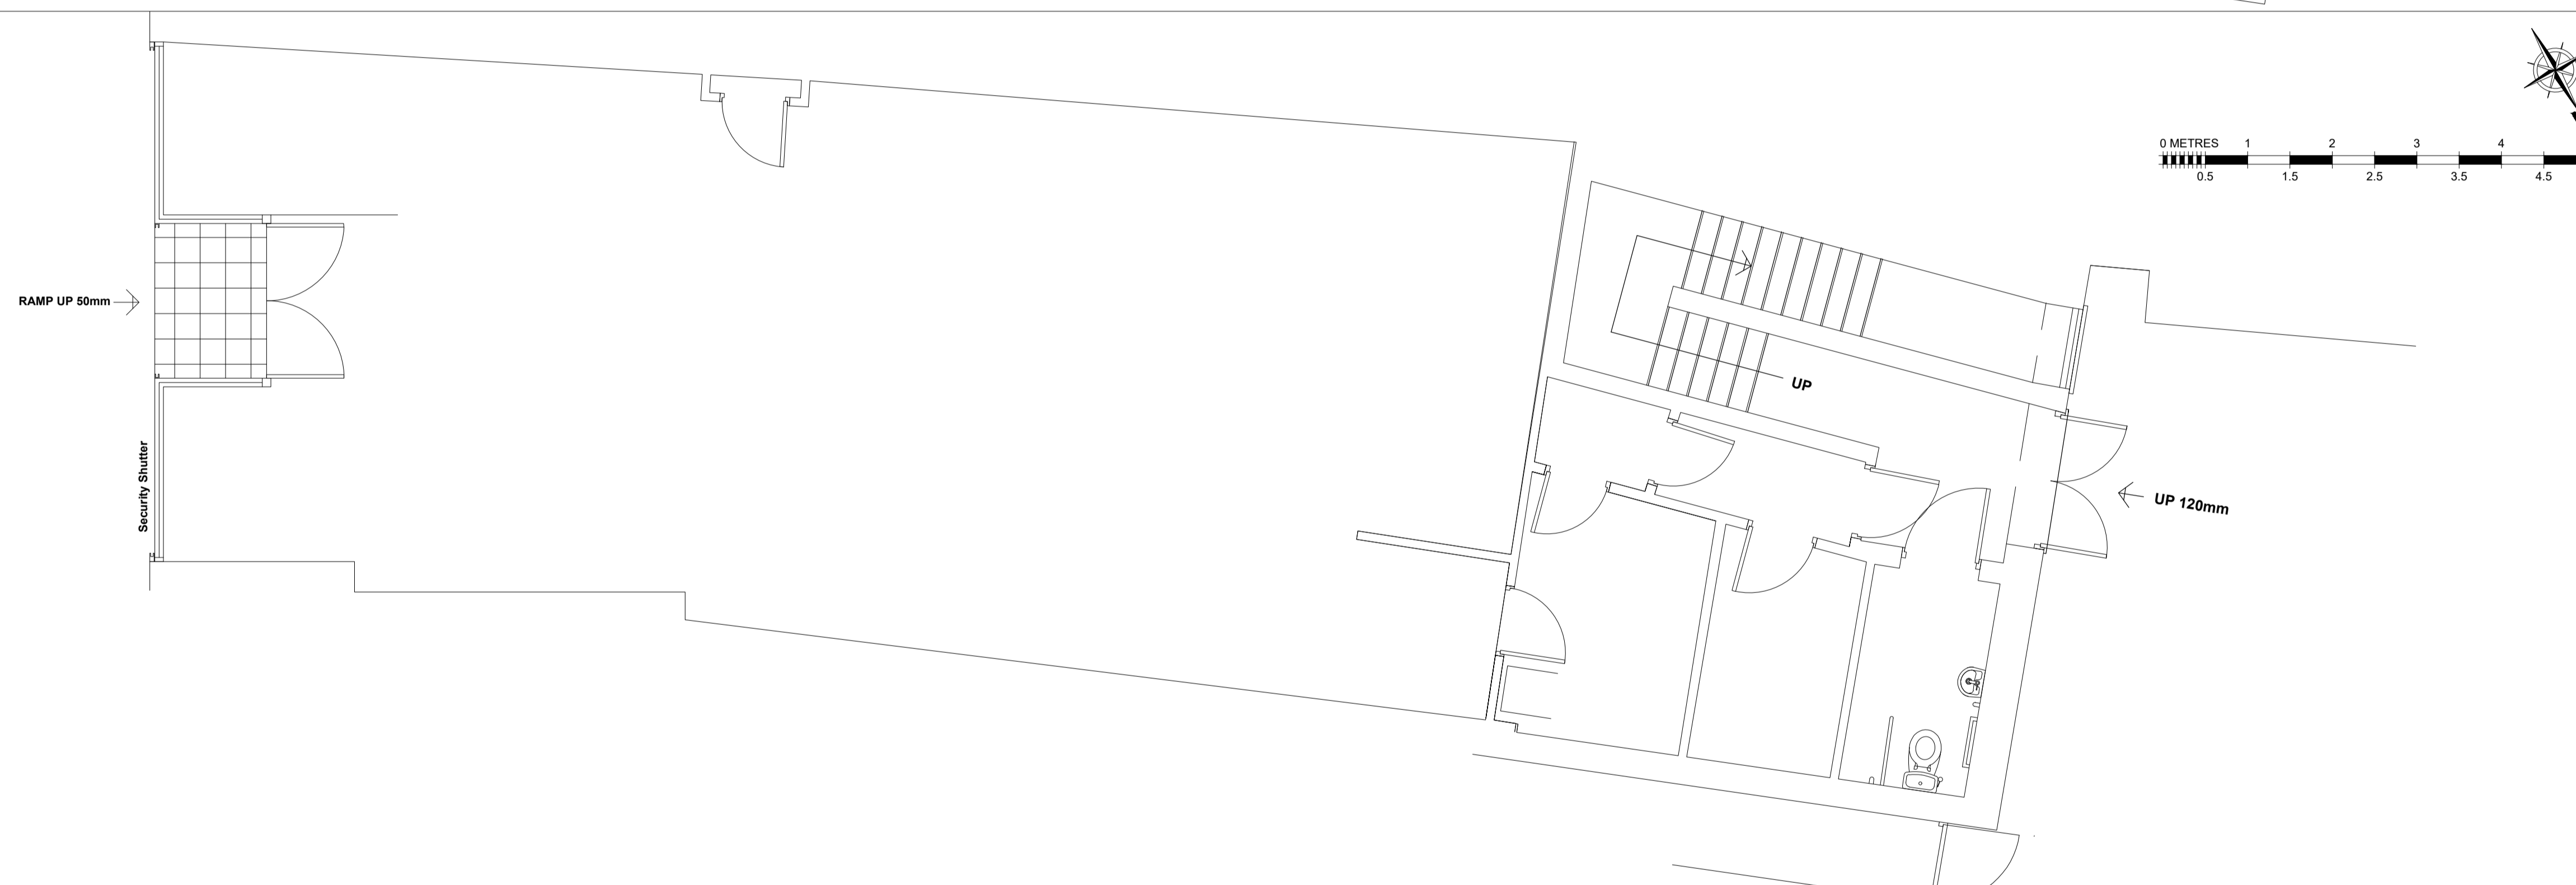 0 METRES 1 2 3 4
0.5 1.5 2.5 3.5 4.5
RAMP UP 50mm
Security Shutter
UP
UP 120mm